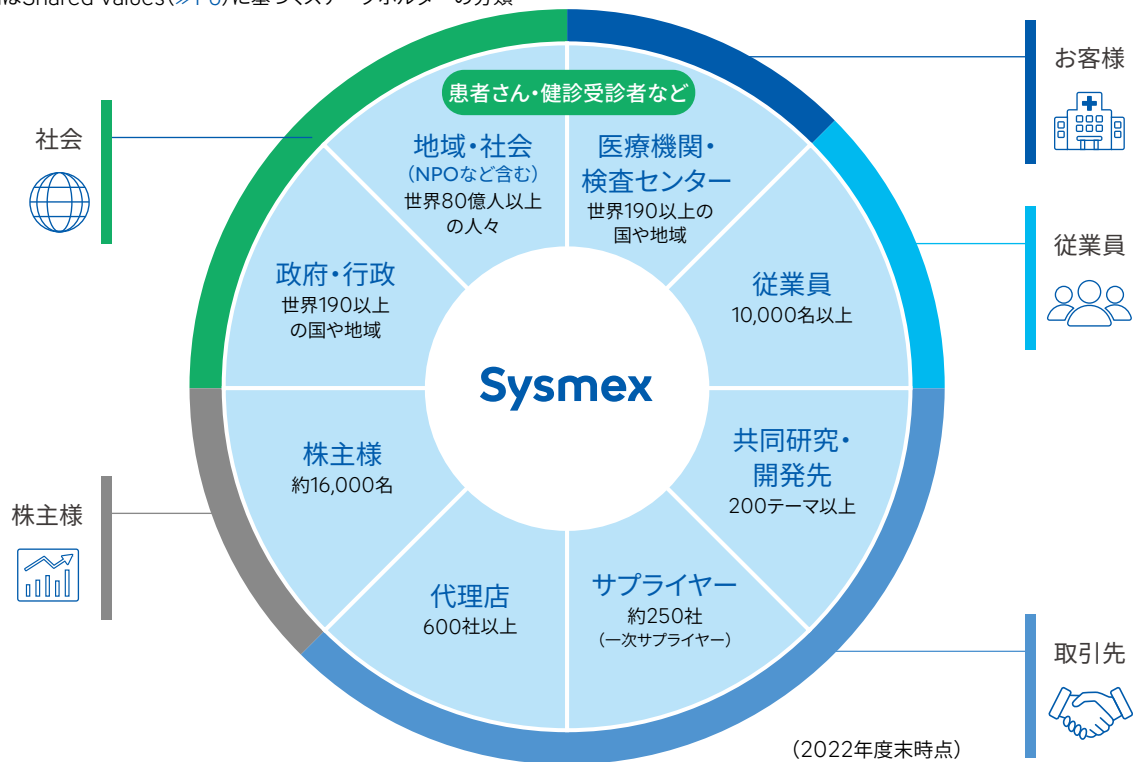 はShared Values(≫P6)に基づくステークホルダーの分類
お客様
社会
患者さん・健診受診者など
地域・社会
(NPOなど含む)
世界80億人以上
の人々
医療機関・
検査センター
世界190以上の
国や地域
政府・行政
世界190以上
の国や地域
従業員
10,000名以上
従業員
Sysmex
株主様
約16,000名
共同研究・
開発先
200テーマ以上
株主様
代理店
600社以上
サプライヤー
約250社
(一次サプライヤー)
取引先
(2022年度末時点)